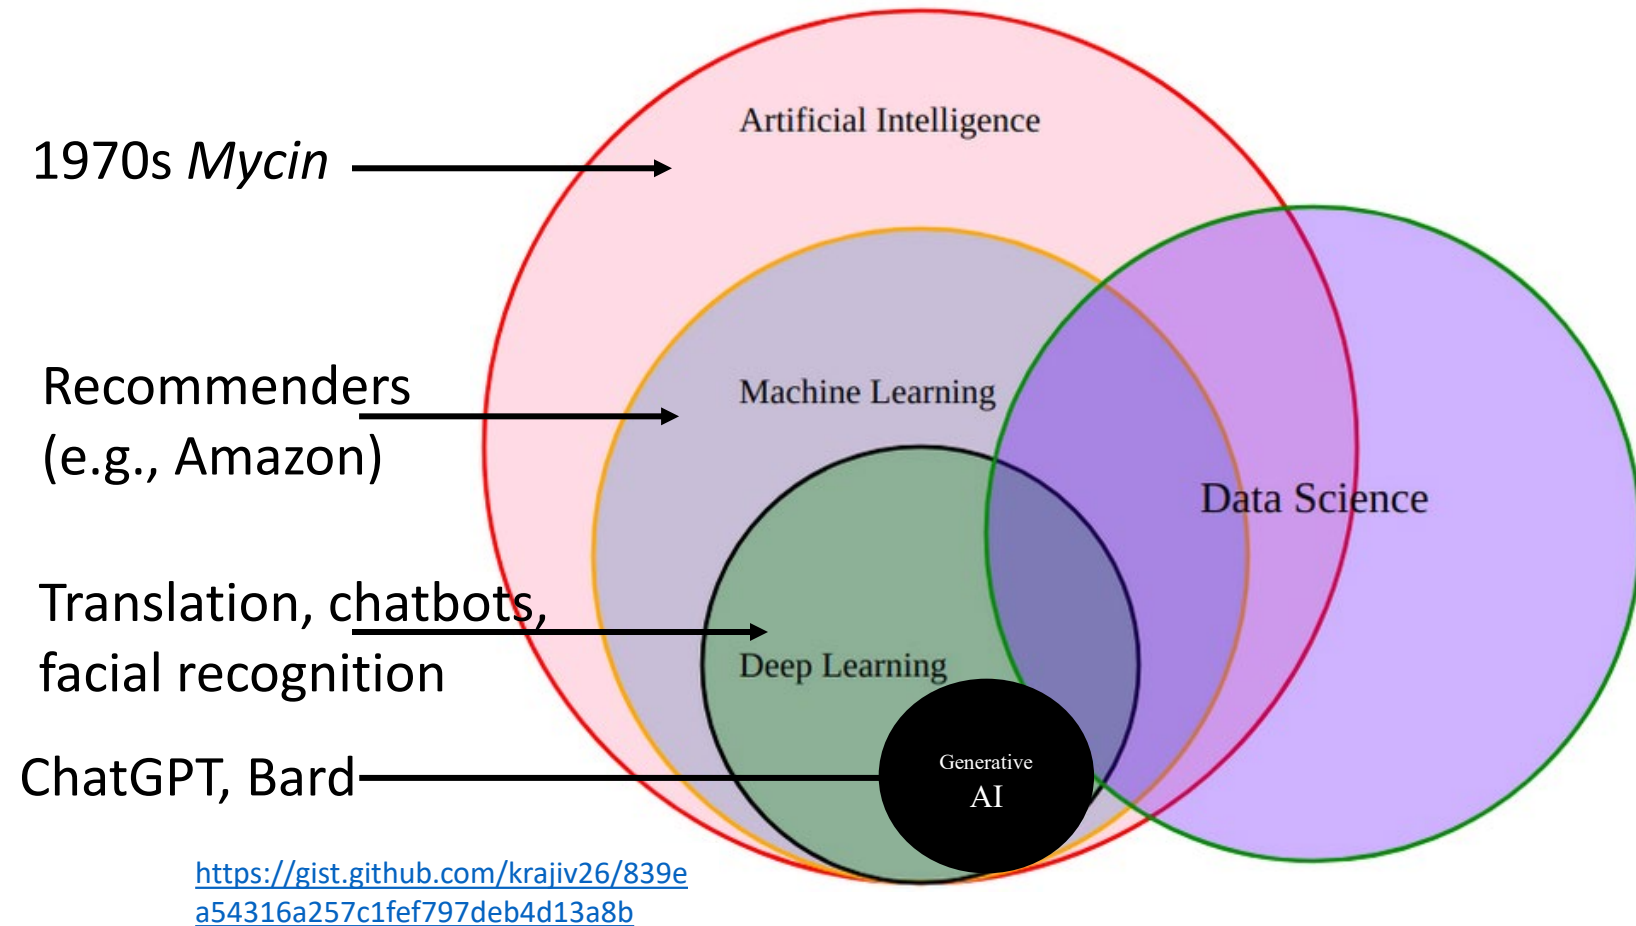 1970s Mycin
Artificial Intelligence
Recommenders
(e.g., Amazon)
Machine Learning
Data Science
Translation, chatbots,
facial recognition
Deep Learning
ChatGPT, Bard
Generative
AI
https://gist.github.com/krajiv26/839e
a54316a257c1fef797deb4d13a8b